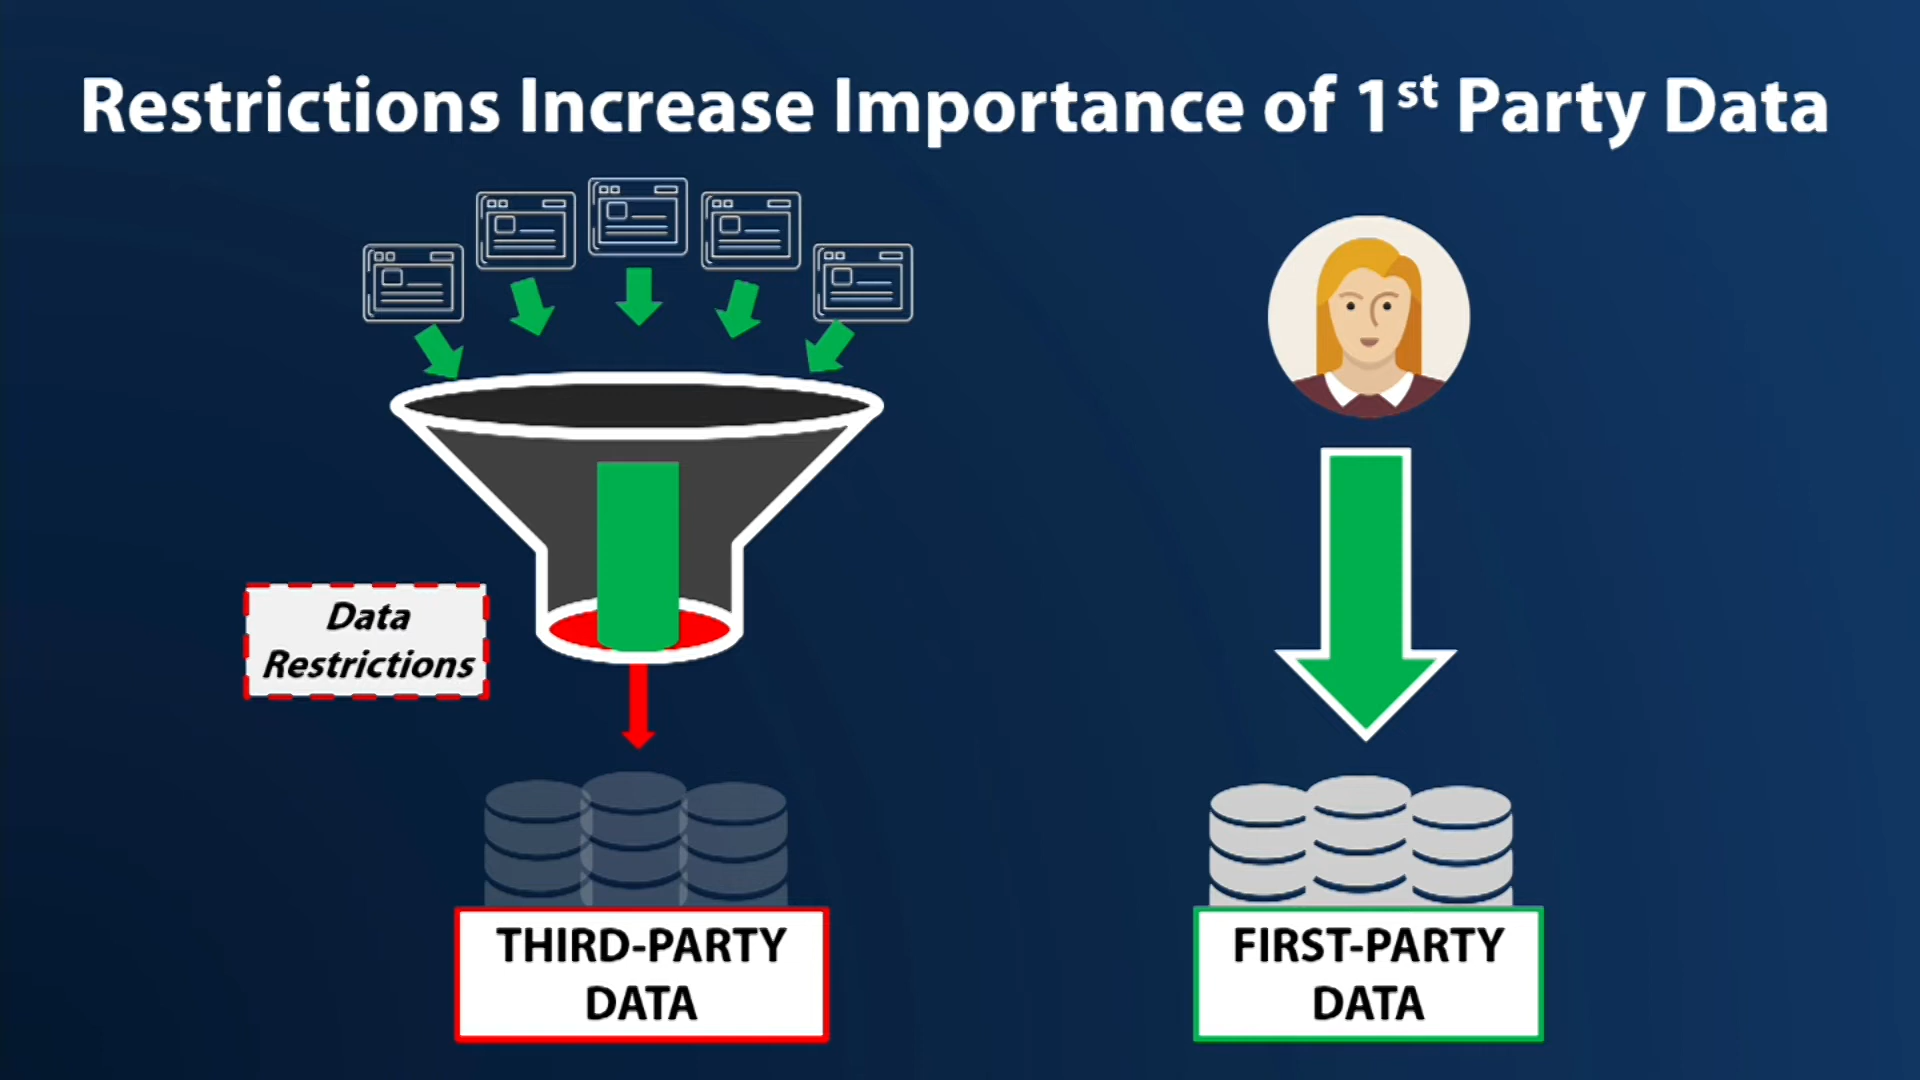 Restrictions Increase Importance of 1st Party Data
Data
Restrictions
THIRD-PARTY
DATA
FIRST-PARTY
DATA